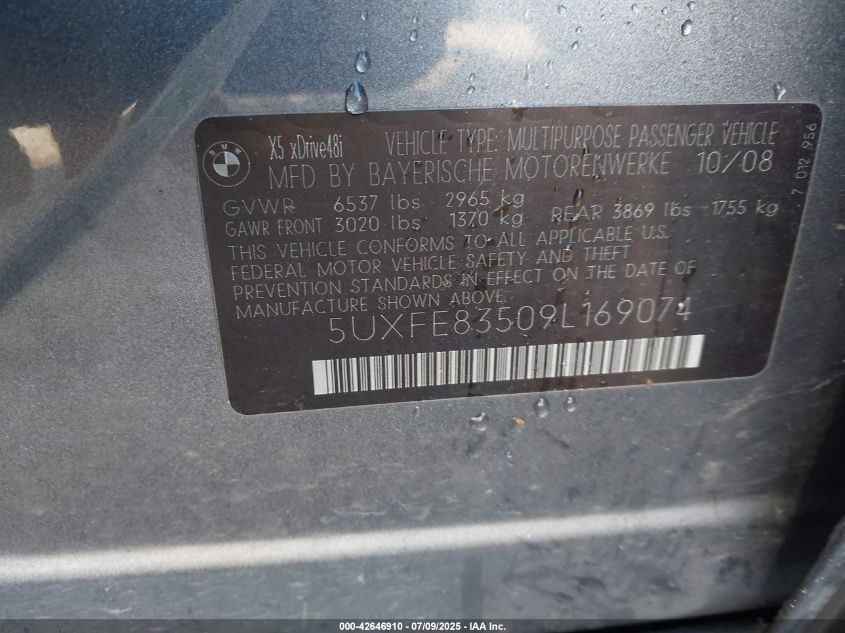 BMW
X5 xDrive48i VEHICLE TYPE: MULTIPURPOSE PASSENGER VEHICLE
MFD BY BAYERISCHE MOTORENWERKE 10/08
GVWR 6537 lbs 2965 kg
GAWR FRONT 3020 lbs 1370 kg REAR 3869 lbs 1755 kg
THIS VEHICLE CONFORMS TO ALL APPLICABLE U.S.
FEDERAL MOTOR VEHICLE SAFETY AND THEFT
PREVENTION STANDARDS IN EFFECT ON THE DATE OF
MANUFACTURE SHOWN ABOVE.
5UXFE83509L169074
7 012 956
000-42646910 / 07/09/2025 - IAA Inc.